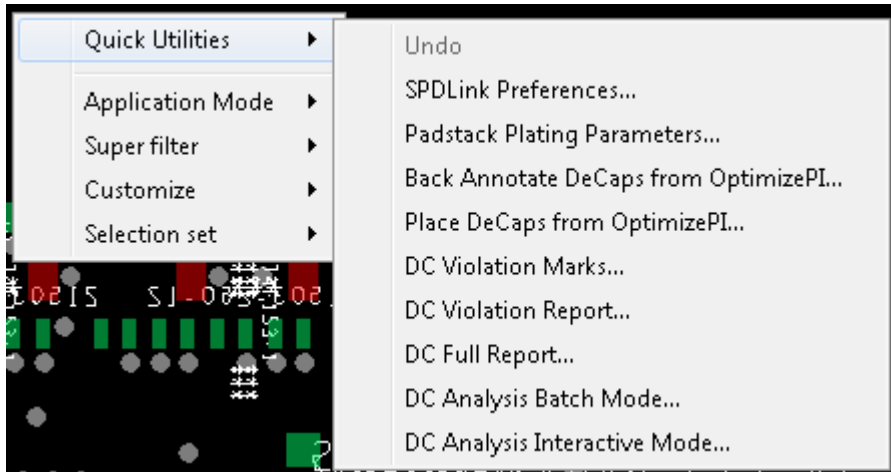 Quick Utilities
Application Mode
Super filter
Customize
Selection set
Undo
SPDLink Preferences...
Padstack Plating Parameters...
Back Annotate DeCaps from OptimizePI...
Place DeCaps from OptimizePI...
DC Violation Marks...
DC Violation Report...
DC Full Report...
DC Analysis Batch Mode...
DC Analysis Interactive Mode...